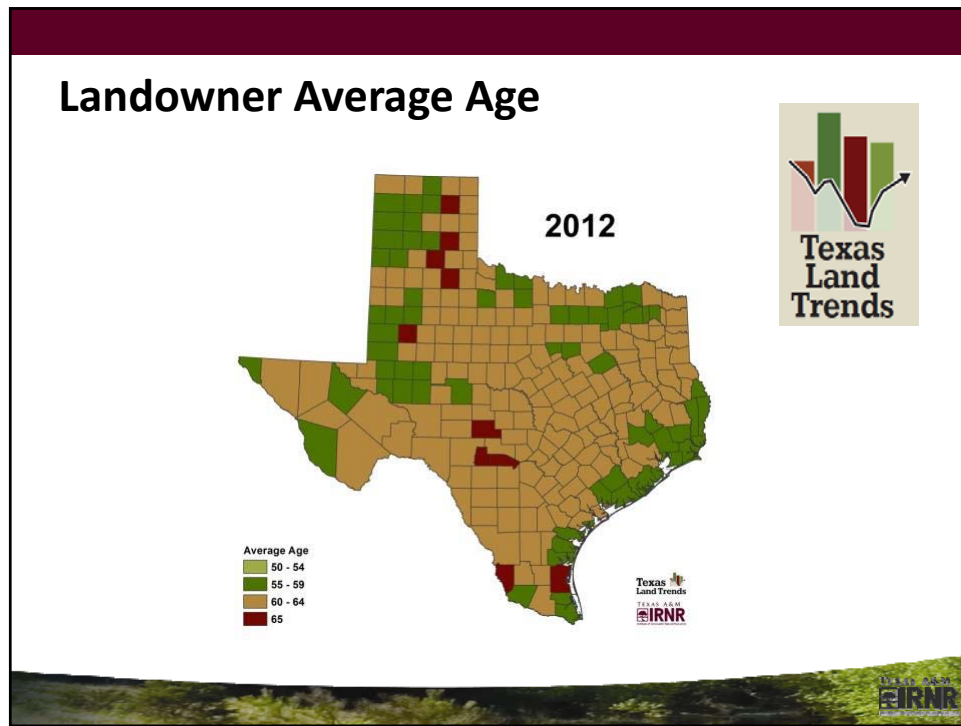 Landowner Average Age
2012
Texas
Land
Trends
Average Age
50 - 54
55 - 59
60 - 64
65
Texas
Land Trends
TEXAS A&M
IRNR
TEXAS A&M
IRNR